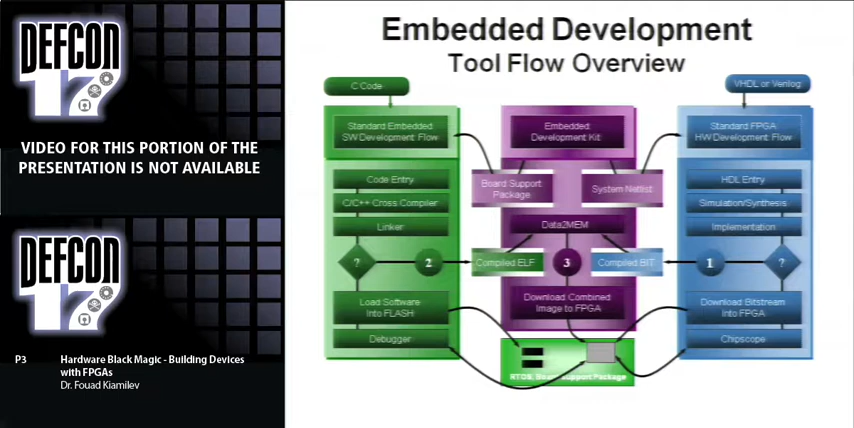 DEFCON
17
VIDEO FOR THIS PORTION OF THE
PRESENTATION IS NOT AVAILABLE
DEFCON
17
P3
Hardware Black Magic - Building Devices
with FPGAs
Dr. Fouad Kiamilev
Embedded Development
Tool Flow Overview
C Code
VHDL or Verilog
Standard Embedded
SW Development Flow
Embedded
Development Kit
Standard FPGA
HW Development Flow
Board Support
Package
System Netlist
Code Entry
C/C++ Cross Compiler
Linker
Data2MEM
HDL Entry
Simulation/Synthesis
Implementation
?
2
Compiled ELF
3
Compiled BIT
1
?
Load Software
Into FLASH
Download Combined
Image to FPGA
Download Bitstream
Into FPGA
Debugger
Chipscope
RTOS, Board Support Package